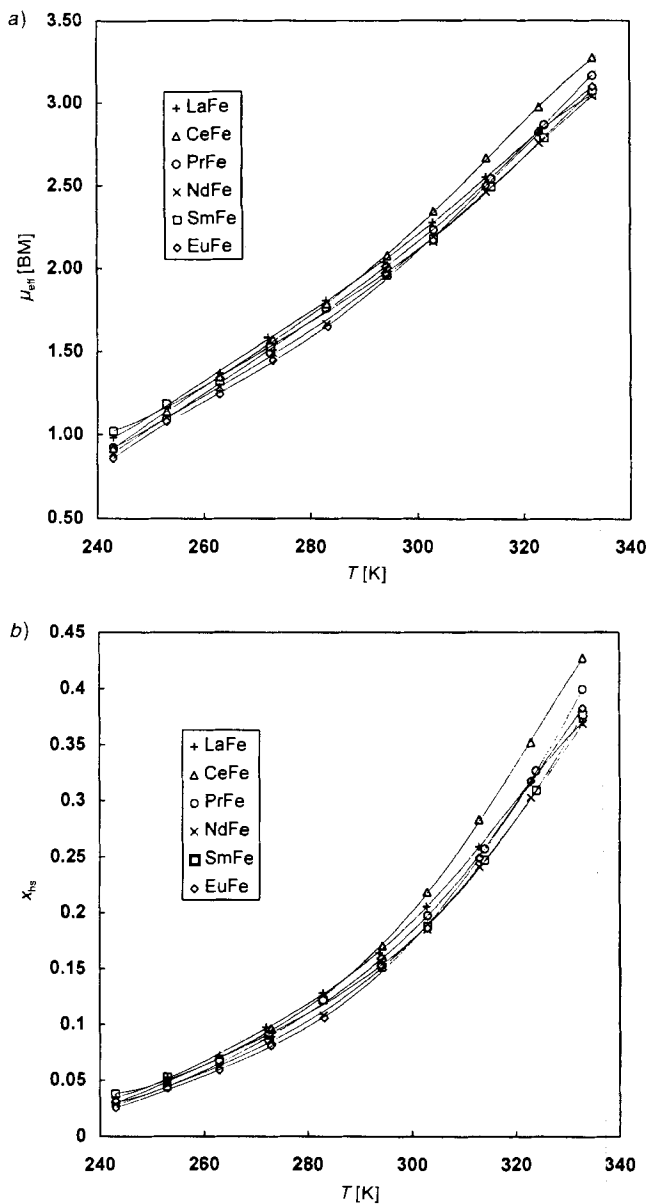 a)
3.50
3.00
2.50
2.00
1.50
1.00
0.50
μeff [BM]
LaFe
CeFe
PrFe
NdFe
SmFe
EuFe
240 260 280 300 320 340
T [K]
b)
0.45
0.4
0.35
0.3
0.25
0.2
0.15
0.1
0.05
0
xhs
LaFe
CeFe
PrFe
NdFe
SmFe
EuFe
240 260 280 300 320 340
T [K]